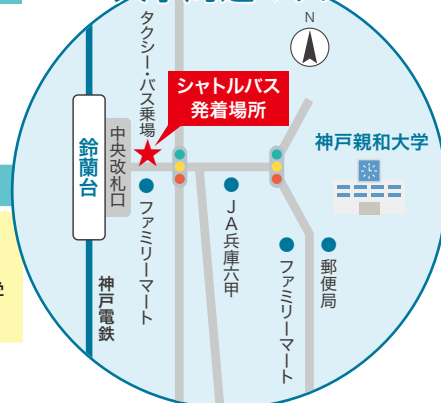 N
タクシー・バス乗場
シャトルバス
発着場所
神戸親和大学
鈴蘭台
中央改札口
ファミリーマート
JA兵庫六甲
ファミリーマート
郵便局
神戸電鉄